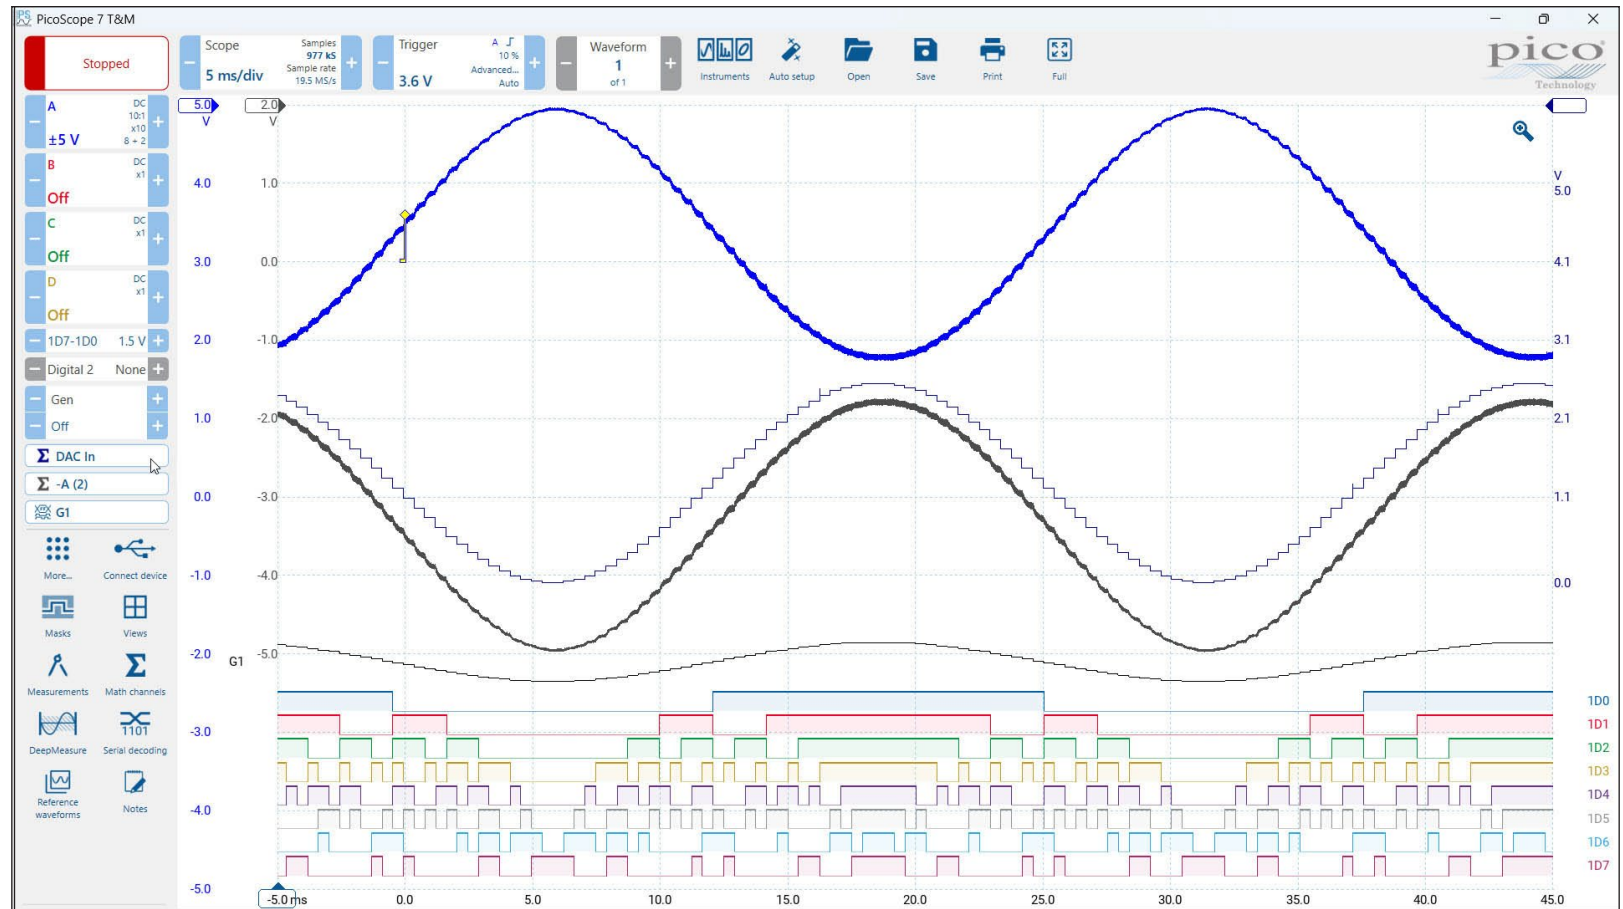 PicoScope 7 T&M
Stopped
Scope
5 ms/div
Samples
977 kS
Sample rate
19.5 MS/s
Trigger
3.6 V
A
10 %
Advanced...
Auto
Waveform
1
of 1
Instruments
Auto setup
Open
Save
Print
Full
pico
Technology
A
±5 V
DC
10:1
x10
8 + 2
B
Off
DC
x1
C
Off
DC
x1
D
Off
DC
x1
1D7-1D0 1.5 V
Digital 2 None
Gen
Off
Σ DAC In
Σ -A (2)
G1
More...
Connect device
Masks
Views
Measurements
Math channels
DeepMeasure
Serial decoding
1101
Reference
waveforms
Notes
5.0
V
4.0
3.0
2.0
1.0
0.0
-1.0
-2.0
-3.0
-4.0
-5.0
2.0
V
1.0
0.0
-1.0
-2.0
-3.0
-4.0
G1 -5.0
V
5.0
4.1
3.1
2.1
1.1
0.0
1D0
1D1
1D2
1D3
1D4
1D5
1D6
1D7
-5.0 ms 0.0 5.0 10.0 15.0 20.0 25.0 30.0 35.0 40.0 45.0